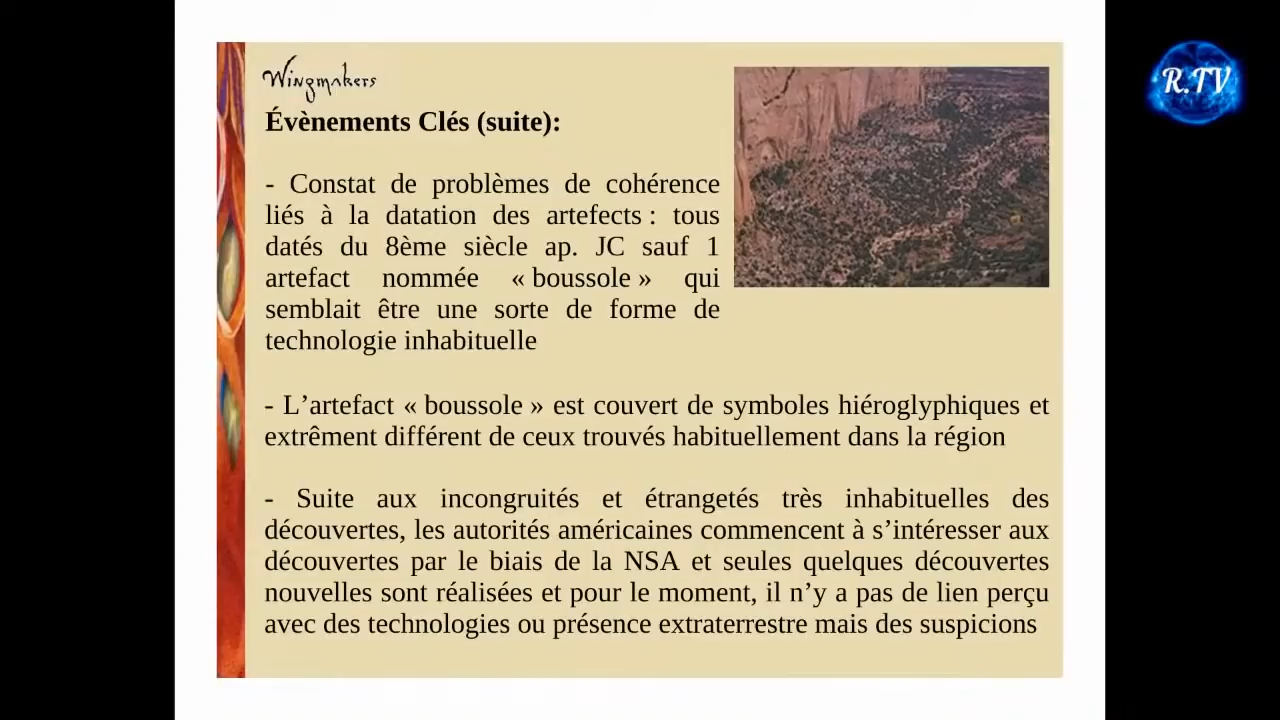 Wingmakers
R.TV
Évènements Clés (suite):
- Constat de problèmes de cohérence
liés à la datation des artefects : tous
datés du 8ème siècle ap. JC sauf 1
artefact nommée « boussole » qui
semblait être une sorte de forme de
technologie inhabituelle
- L’artefact « boussole » est couvert de symboles hiéroglyphiques et
extrêment différent de ceux trouvés habituellement dans la région
- Suite aux incongruités et étrangetés très inhabituelles des
découvertes, les autorités américaines commencent à s’intéresser aux
découvertes par le biais de la NSA et seules quelques découvertes
nouvelles sont réalisées et pour le moment, il n’y a pas de lien perçu
avec des technologies ou présence extraterrestre mais des suspicions